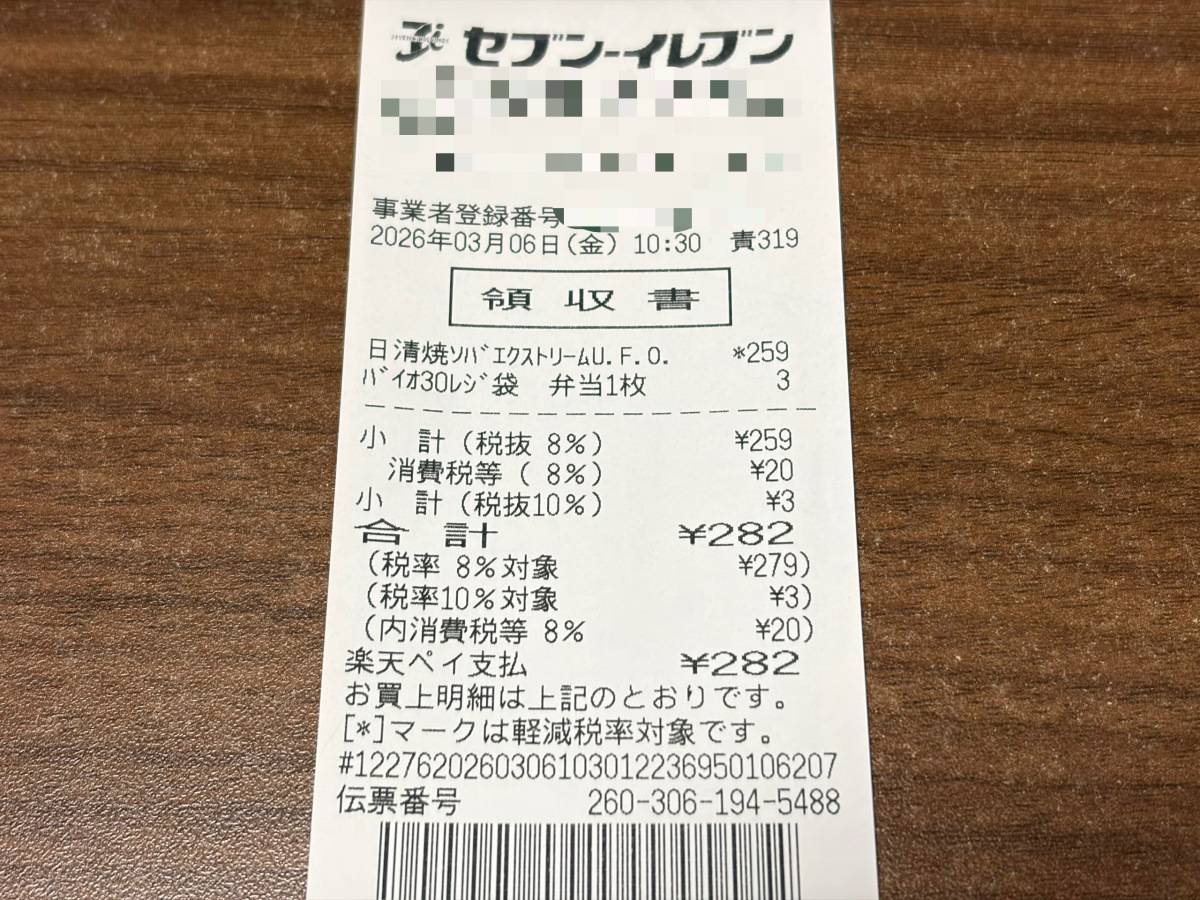 セブン-イレブン
事業者登録番号
2026年03月06日(金) 10:30 責319
領収書
日清焼ｿﾊﾞｴクストリームU.F.O. *259
ﾊﾞｲｵ30ﾚｼﾞ袋 弁当1枚 3
小 計(税抜 8%) ¥259
消費税等( 8%) ¥20
小 計(税抜10%) ¥3
合 計 ¥282
(税率 8%対象 ¥279)
(税率10%対象 ¥3)
(内消費税等 8% ¥20)
楽天ペイ支払 ¥282
お買上明細は上記のとおりです。
[*]マークは軽減税率対象です。
#1227620260306103012236950106207
伝票番号 260-306-194-5488